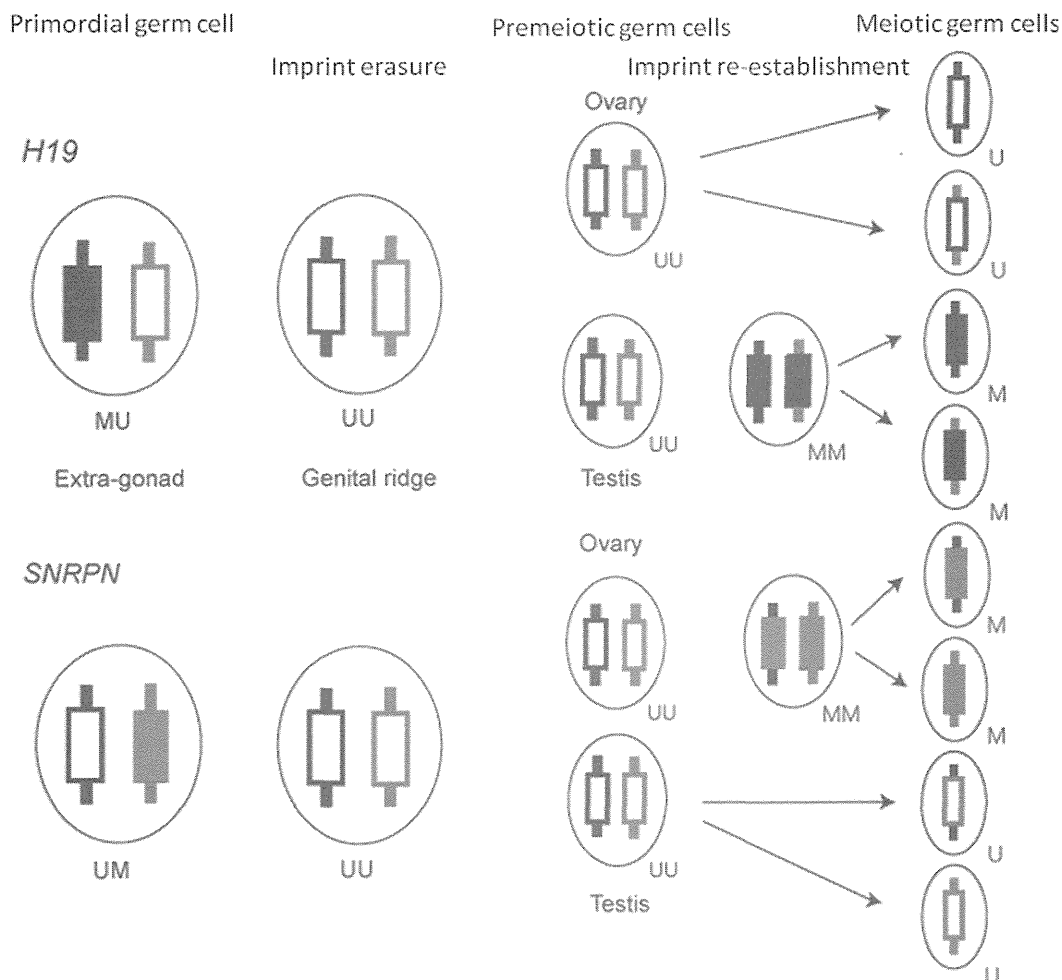 Primordial germ cell
Premeiotic germ cells
Meiotic germ cells
Imprint erasure
Imprint re-establishment
H19
Ovary
UU
U
U
MU
UU
Extra-gonad
Genital ridge
UU
Testis
MM
M
M
SNRPN
Ovary
UU
MM
M
M
UM
UU
UU
Testis
U
U